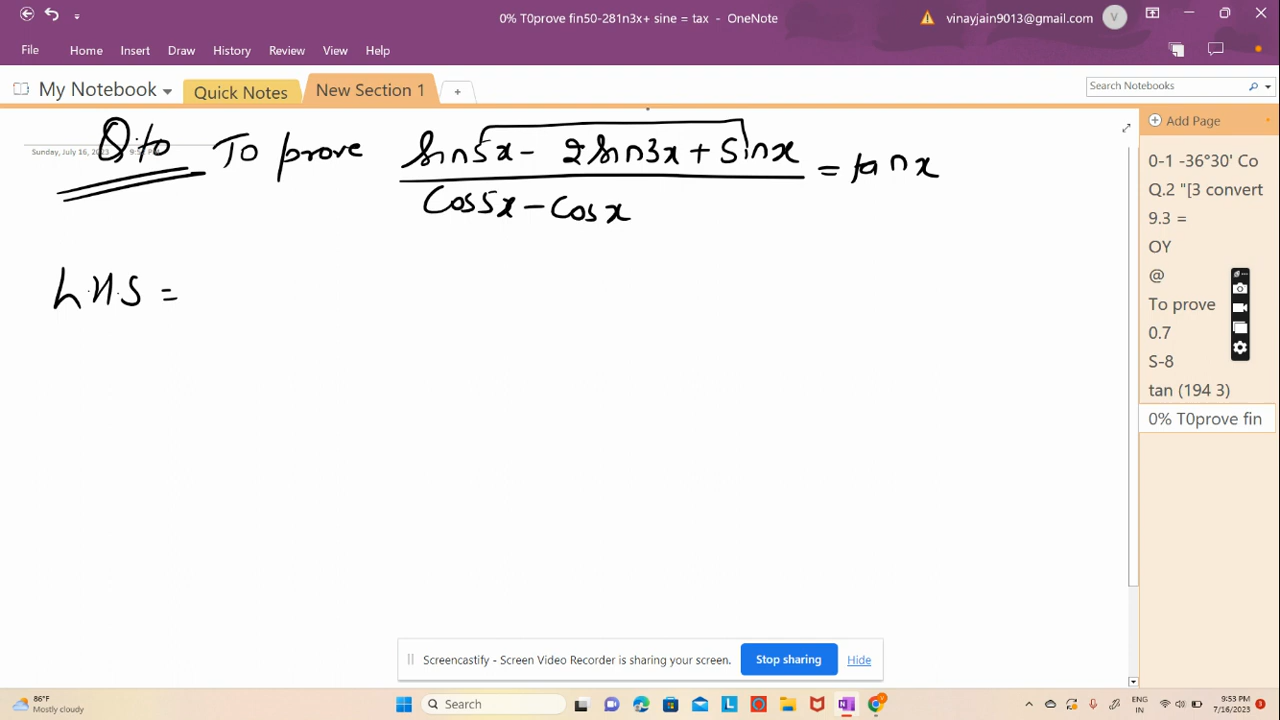 0% T0prove fin50-281n3x+ sine = tax - OneNote
vinayjain9013@gmail.com V
File Home Insert Draw History Review View Help
My Notebook Quick Notes New Section 1 +
Search Notebooks
Add Page
Sunday, July 16, 2023
To prove sin5x - 2sin3x + sinx = tanx
cos5x - cosx
L.H.S =
0-1 -36°30' Co
Q.2 "[3 convert
9.3 =
OY
@
To prove
0.7
S-8
tan (194 3)
0% T0prove fin
Screencastify - Screen Video Recorder is sharing your screen. Stop sharing Hide
86°F
Mostly cloudy
Search
ENG
IN
9:53 PM
7/16/2023